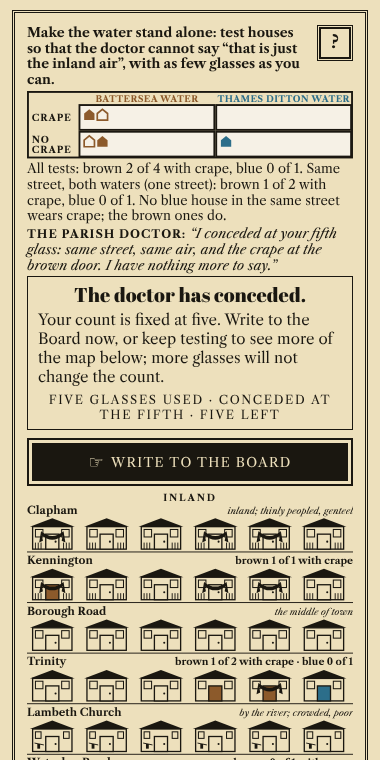 Make the water stand alone: test houses
so that the doctor cannot say “that is just
the inland air”, with as few glasses as you
can.
?
BATTERSEA WATER THAMES DITTON WATER
CRAPE
NO
CRAPE
All tests: brown 2 of 4 with crape, blue 0 of 1. Same
street, both waters (one street): brown 1 of 2 with
crape, blue 0 of 1. No blue house in the same street
wears crape; the brown ones do.
THE PARISH DOCTOR: “I conceded at your fifth
glass: same street, same air, and the crape at the
brown door. I have nothing more to say.”
The doctor has conceded.
Your count is fixed at five. Write to the
Board now, or keep testing to see more of
the map below; more glasses will not
change the count.
FIVE GLASSES USED · CONCEDED AT
THE FIFTH · FIVE LEFT
☞ WRITE TO THE BOARD
INLAND
Clapham inland; thinly peopled, genteel
Kennington brown 1 of 1 with crape
Borough Road the middle of town
Trinity brown 1 of 2 with crape · blue 0 of 1
Lambeth Church by the river; crowded, poor